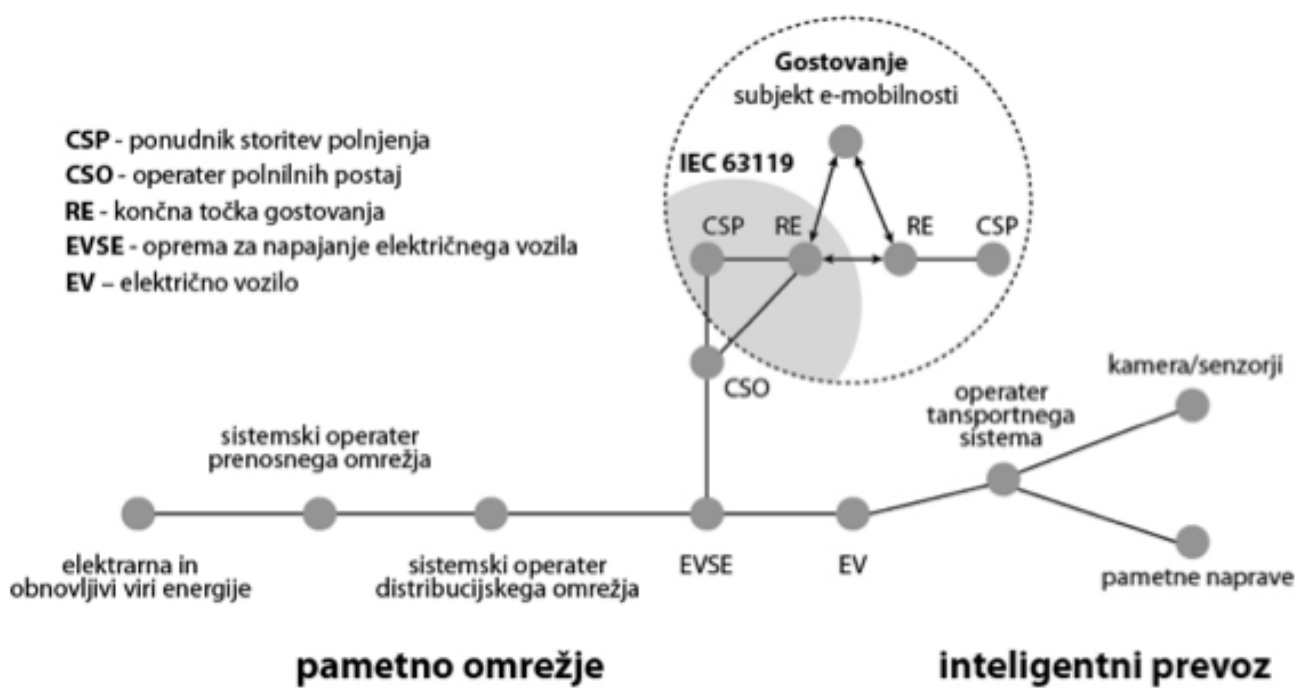 Gostovanje
subjekt e-mobilnosti
CSP - ponudnik storitev polnjenja
CSO - operater polnilnih postaj
RE - končna točka gostovanja
EVSE - oprema za napajanje električnega vozila
EV – električno vozilo
IEC 63119
CSP
RE
RE
CSP
CSO
kamera/senzorji
operater
tansportnega
sistema
sistemski operater
prenosnega omrežja
elektrarna in
obnovljivi viri energije
sistemski operater
distribucijskega omrežja
EVSE
EV
pametne naprave
pametno omrežje
inteligentni prevoz